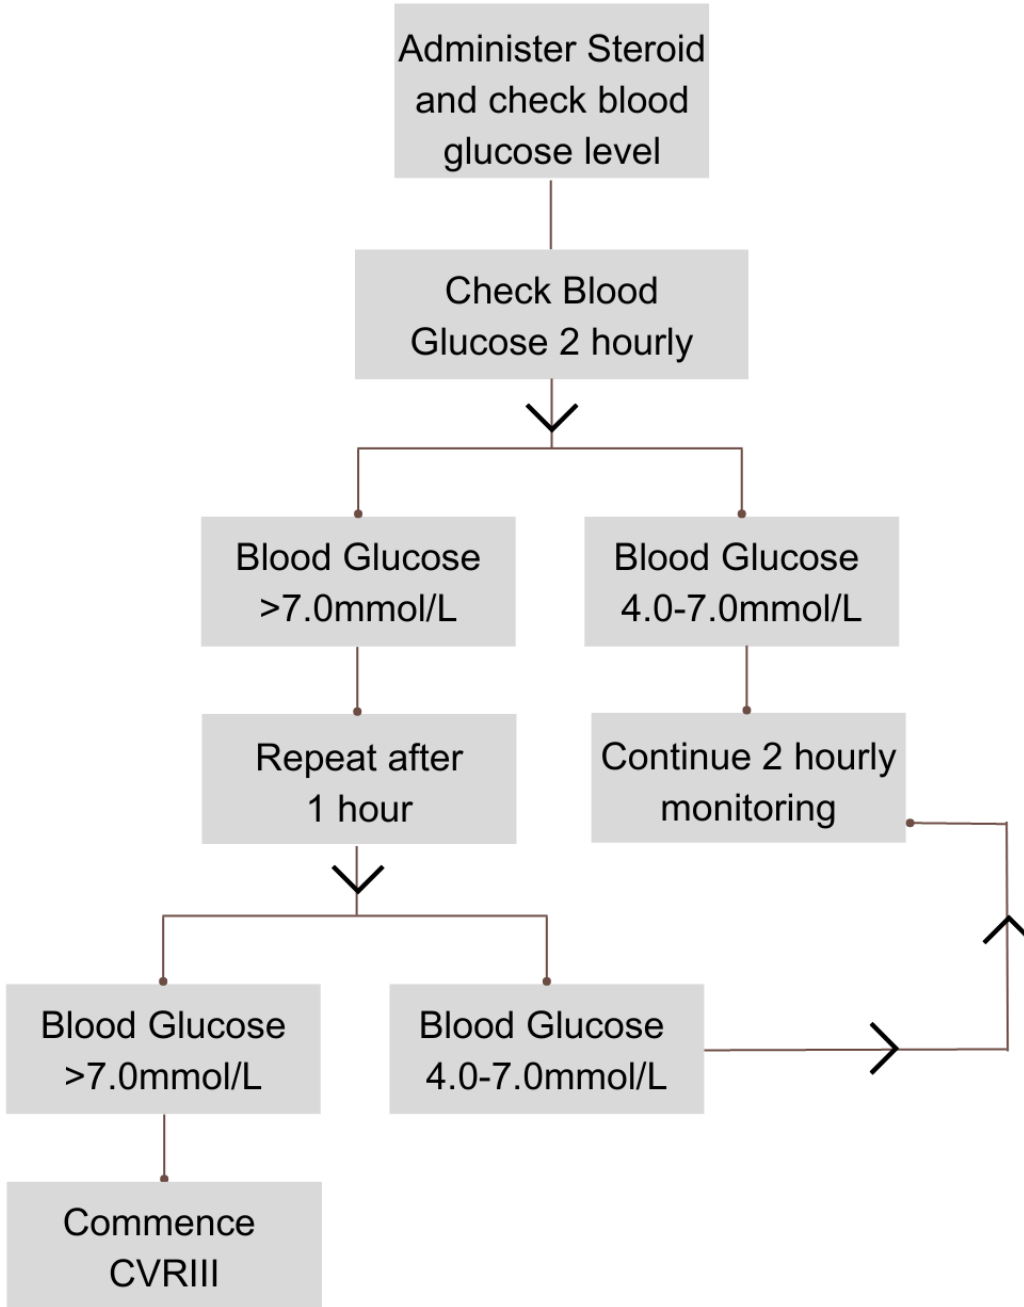 Administer Steroid
and check blood
glucose level
Check Blood
Glucose 2 hourly
Blood Glucose
>7.0mmol/L
Blood Glucose
4.0-7.0mmol/L
Repeat after
1 hour
Continue 2 hourly
monitoring
Blood Glucose
>7.0mmol/L
Blood Glucose
4.0-7.0mmol/L
Commence
CVRIII